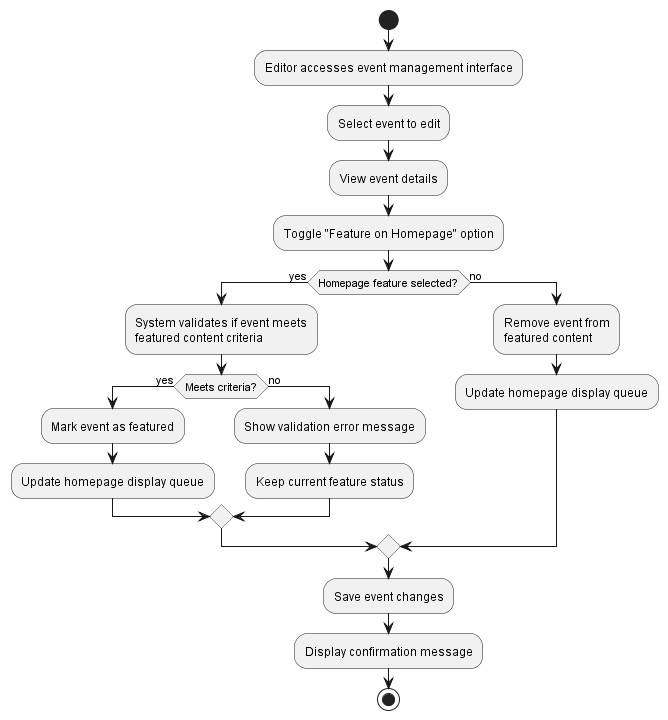 Editor accesses event management interface
Select event to edit
View event details
Toggle "Feature on Homepage" option
yes
Homepage feature selected?
no
System validates if event meets
featured content criteria
yes
Meets criteria?
no
Mark event as featured
Update homepage display queue
Show validation error message
Keep current feature status
Remove event from
featured content
Update homepage display queue
Save event changes
Display confirmation message